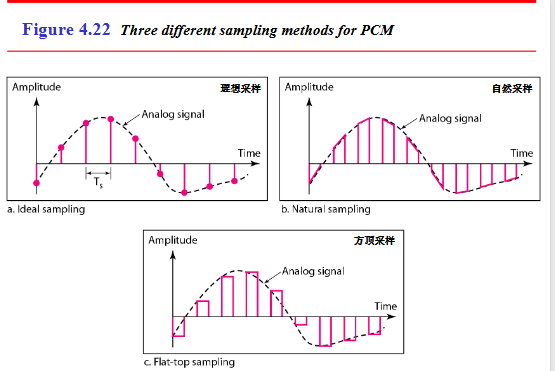 Figure 4.22 Three different sampling methods for PCM
Amplitude
理想采样
Analog signal
Time
Ts
a. Ideal sampling
Amplitude
自然采样
Analog signal
Time
b. Natural sampling
Amplitude
方顶采样
Analog signal
Time
c. Flat-top sampling